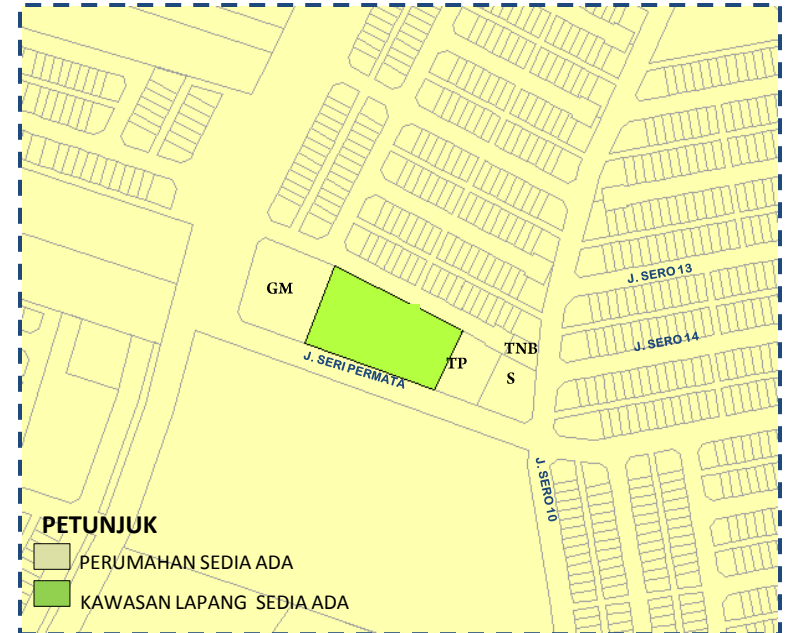 J. SERO 13
GM
J. SERO 14
TNB
J. SERI PERMATA
TP
S
J. SERO 10
PETUNJUK
PERUMAHAN SEDIA ADA
KAWASAN LAPANG SEDIA ADA